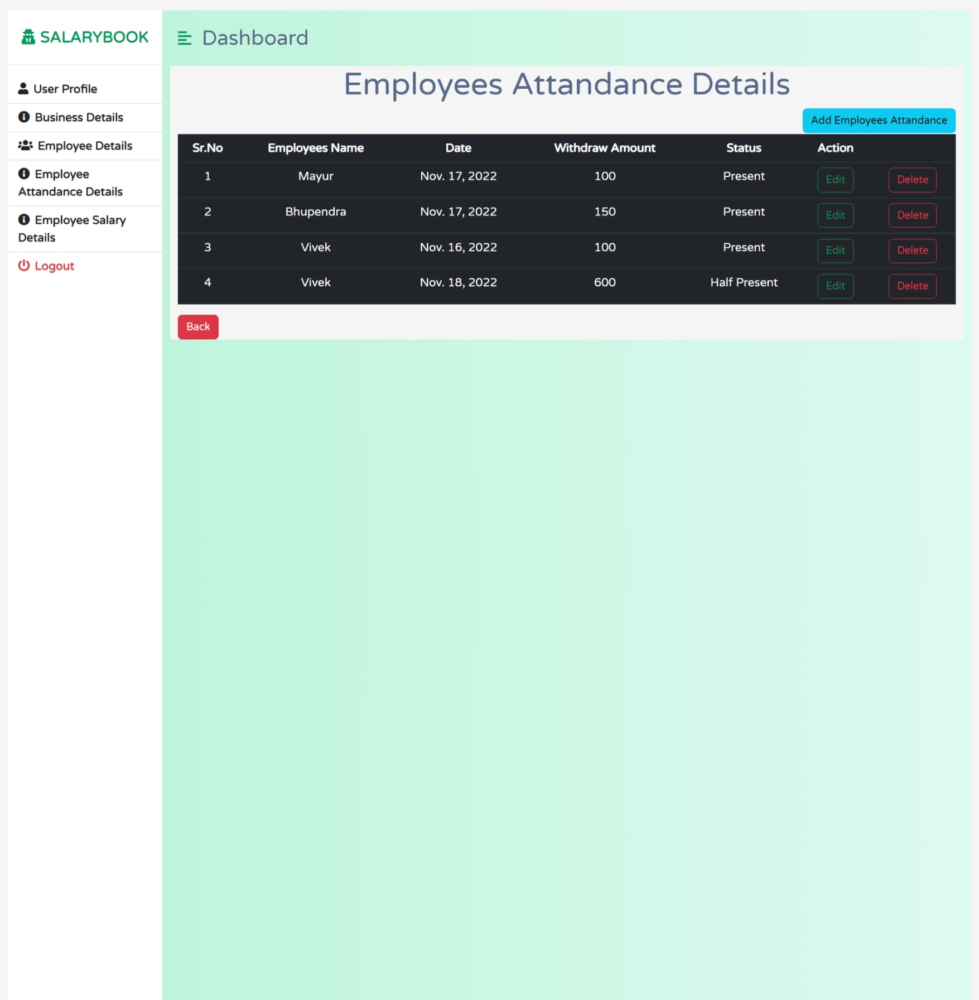 SALARYBOOK
Dashboard
User Profile
Business Details
Employee Details
Employee
Attandance Details
Employee Salary
Details
Logout
Employees Attandance Details
Add Employees Attandance
Sr.No Employees Name Date Withdraw Amount Status Action
1 Mayur Nov. 17, 2022 100 Present Edit Delete
2 Bhupendra Nov. 17, 2022 150 Present Edit Delete
3 Vivek Nov. 16, 2022 100 Present Edit Delete
4 Vivek Nov. 18, 2022 600 Half Present Edit Delete
Back